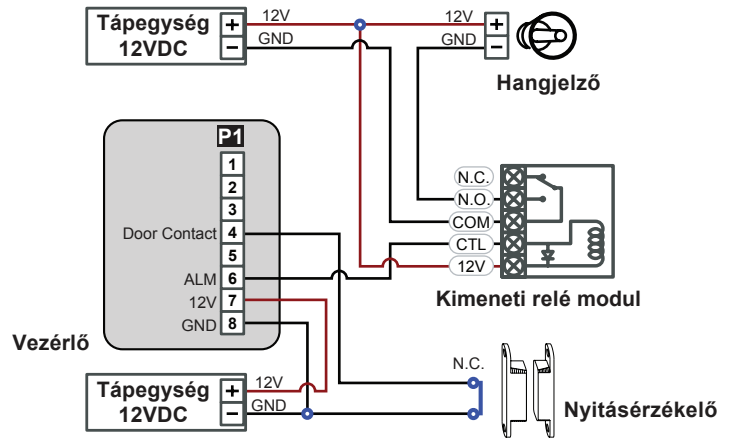 Tápegység
12VDC
+
−
12V
GND
12V
GND
+
−
Hangjelző
P1
1
2
3
Door Contact 4
5
ALM 6
12V 7
GND 8
Vezérlő
N.C.
N.O.
COM
CTL
12V
Kimeneti relé modul
Tápegység
12VDC
+
−
12V
GND
N.C.
Nyitásérzékelő